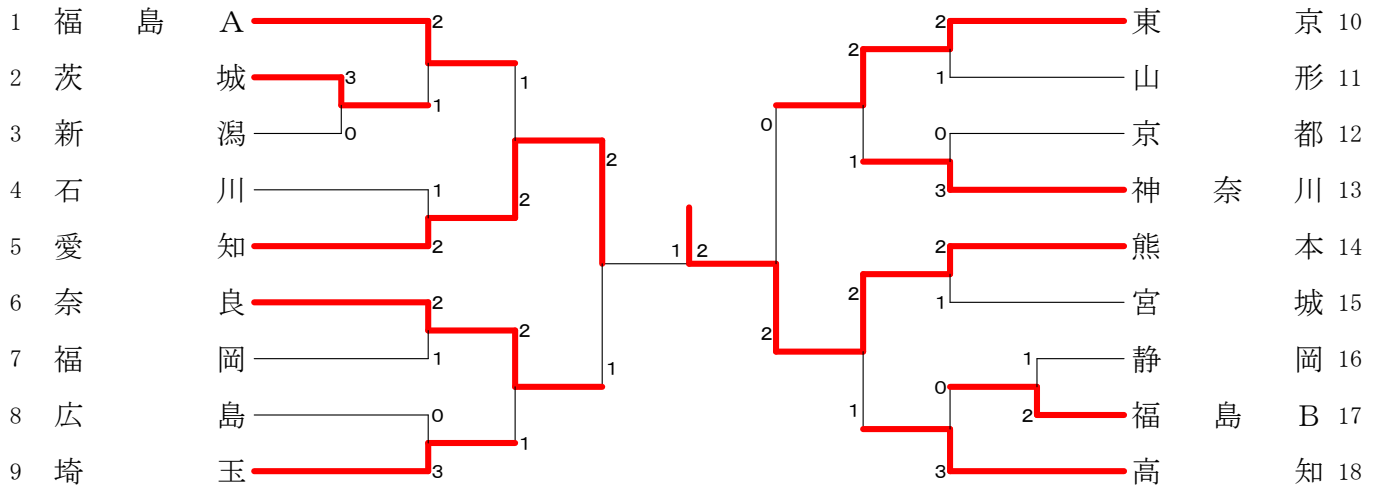 1 福島A 2 2 東京 10
2 茨城 3 1 2 1 山形 11
3 新潟 0 1 0 0 京都 12
4 石川 1 2 2 1 3 神奈川 13
5 愛知 2 1 2 2 熊本 14
6 奈良 2 2 2 2 1 宮城 15
7 福岡 1 1 1 静岡 16
8 広島 0 1 1 0 2 福島B 17
9 埼玉 3 3 高知 18